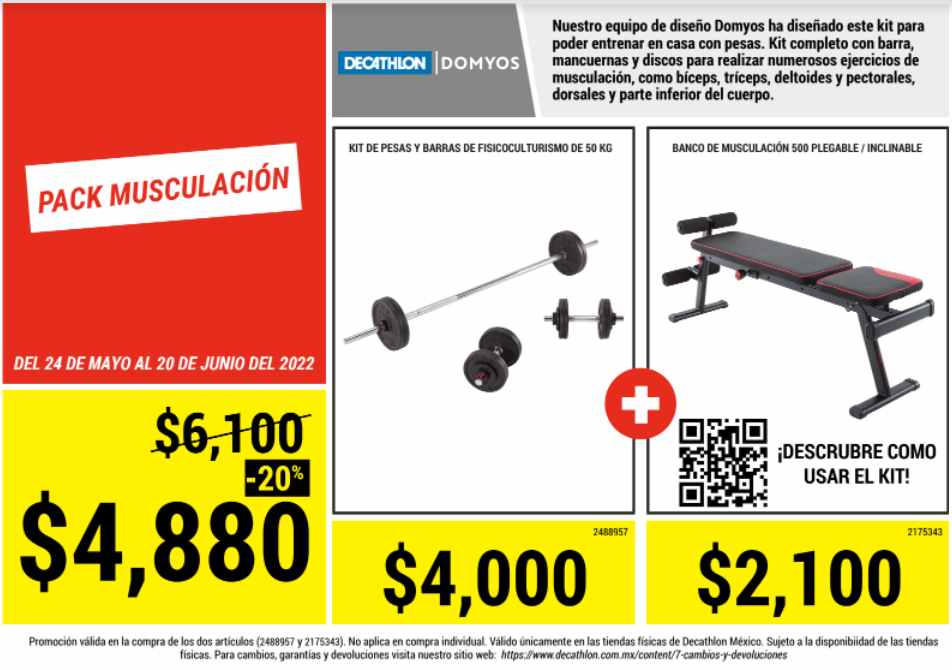 Nuestro equipo de diseño Domyos ha diseñado este kit para
poder entrenar en casa con pesas. Kit completo con barra,
mancuernas y discos para realizar numerosos ejercicios de
musculación, como bíceps, tríceps, deltoides y pectorales,
dorsales y parte inferior del cuerpo.
DECATHLON | DOMYOS
PACK MUSCULACIÓN
DEL 24 DE MAYO AL 20 DE JUNIO DEL 2022
$6,100
-20%
$4,880
KIT DE PESAS Y BARRAS DE FISICOCULTURISMO DE 50 KG
2488957
$4,000
BANCO DE MUSCULACIÓN 500 PLEGABLE / INCLINABLE
¡DESCRUBRE COMO
USAR EL KIT!
2175343
$2,100
Promoción válida en la compra de los dos artículos (2488957 y 2175343). No aplica en compra individual. Válido únicamente en las tiendas físicas de Decathlon México. Sujeto a la disponibiidad de las tiendas
físicas. Para cambios, garantías y devoluciones visita nuestro sitio web: https://www.decathlon.com.mx/content/7-cambios-y-devoluciones